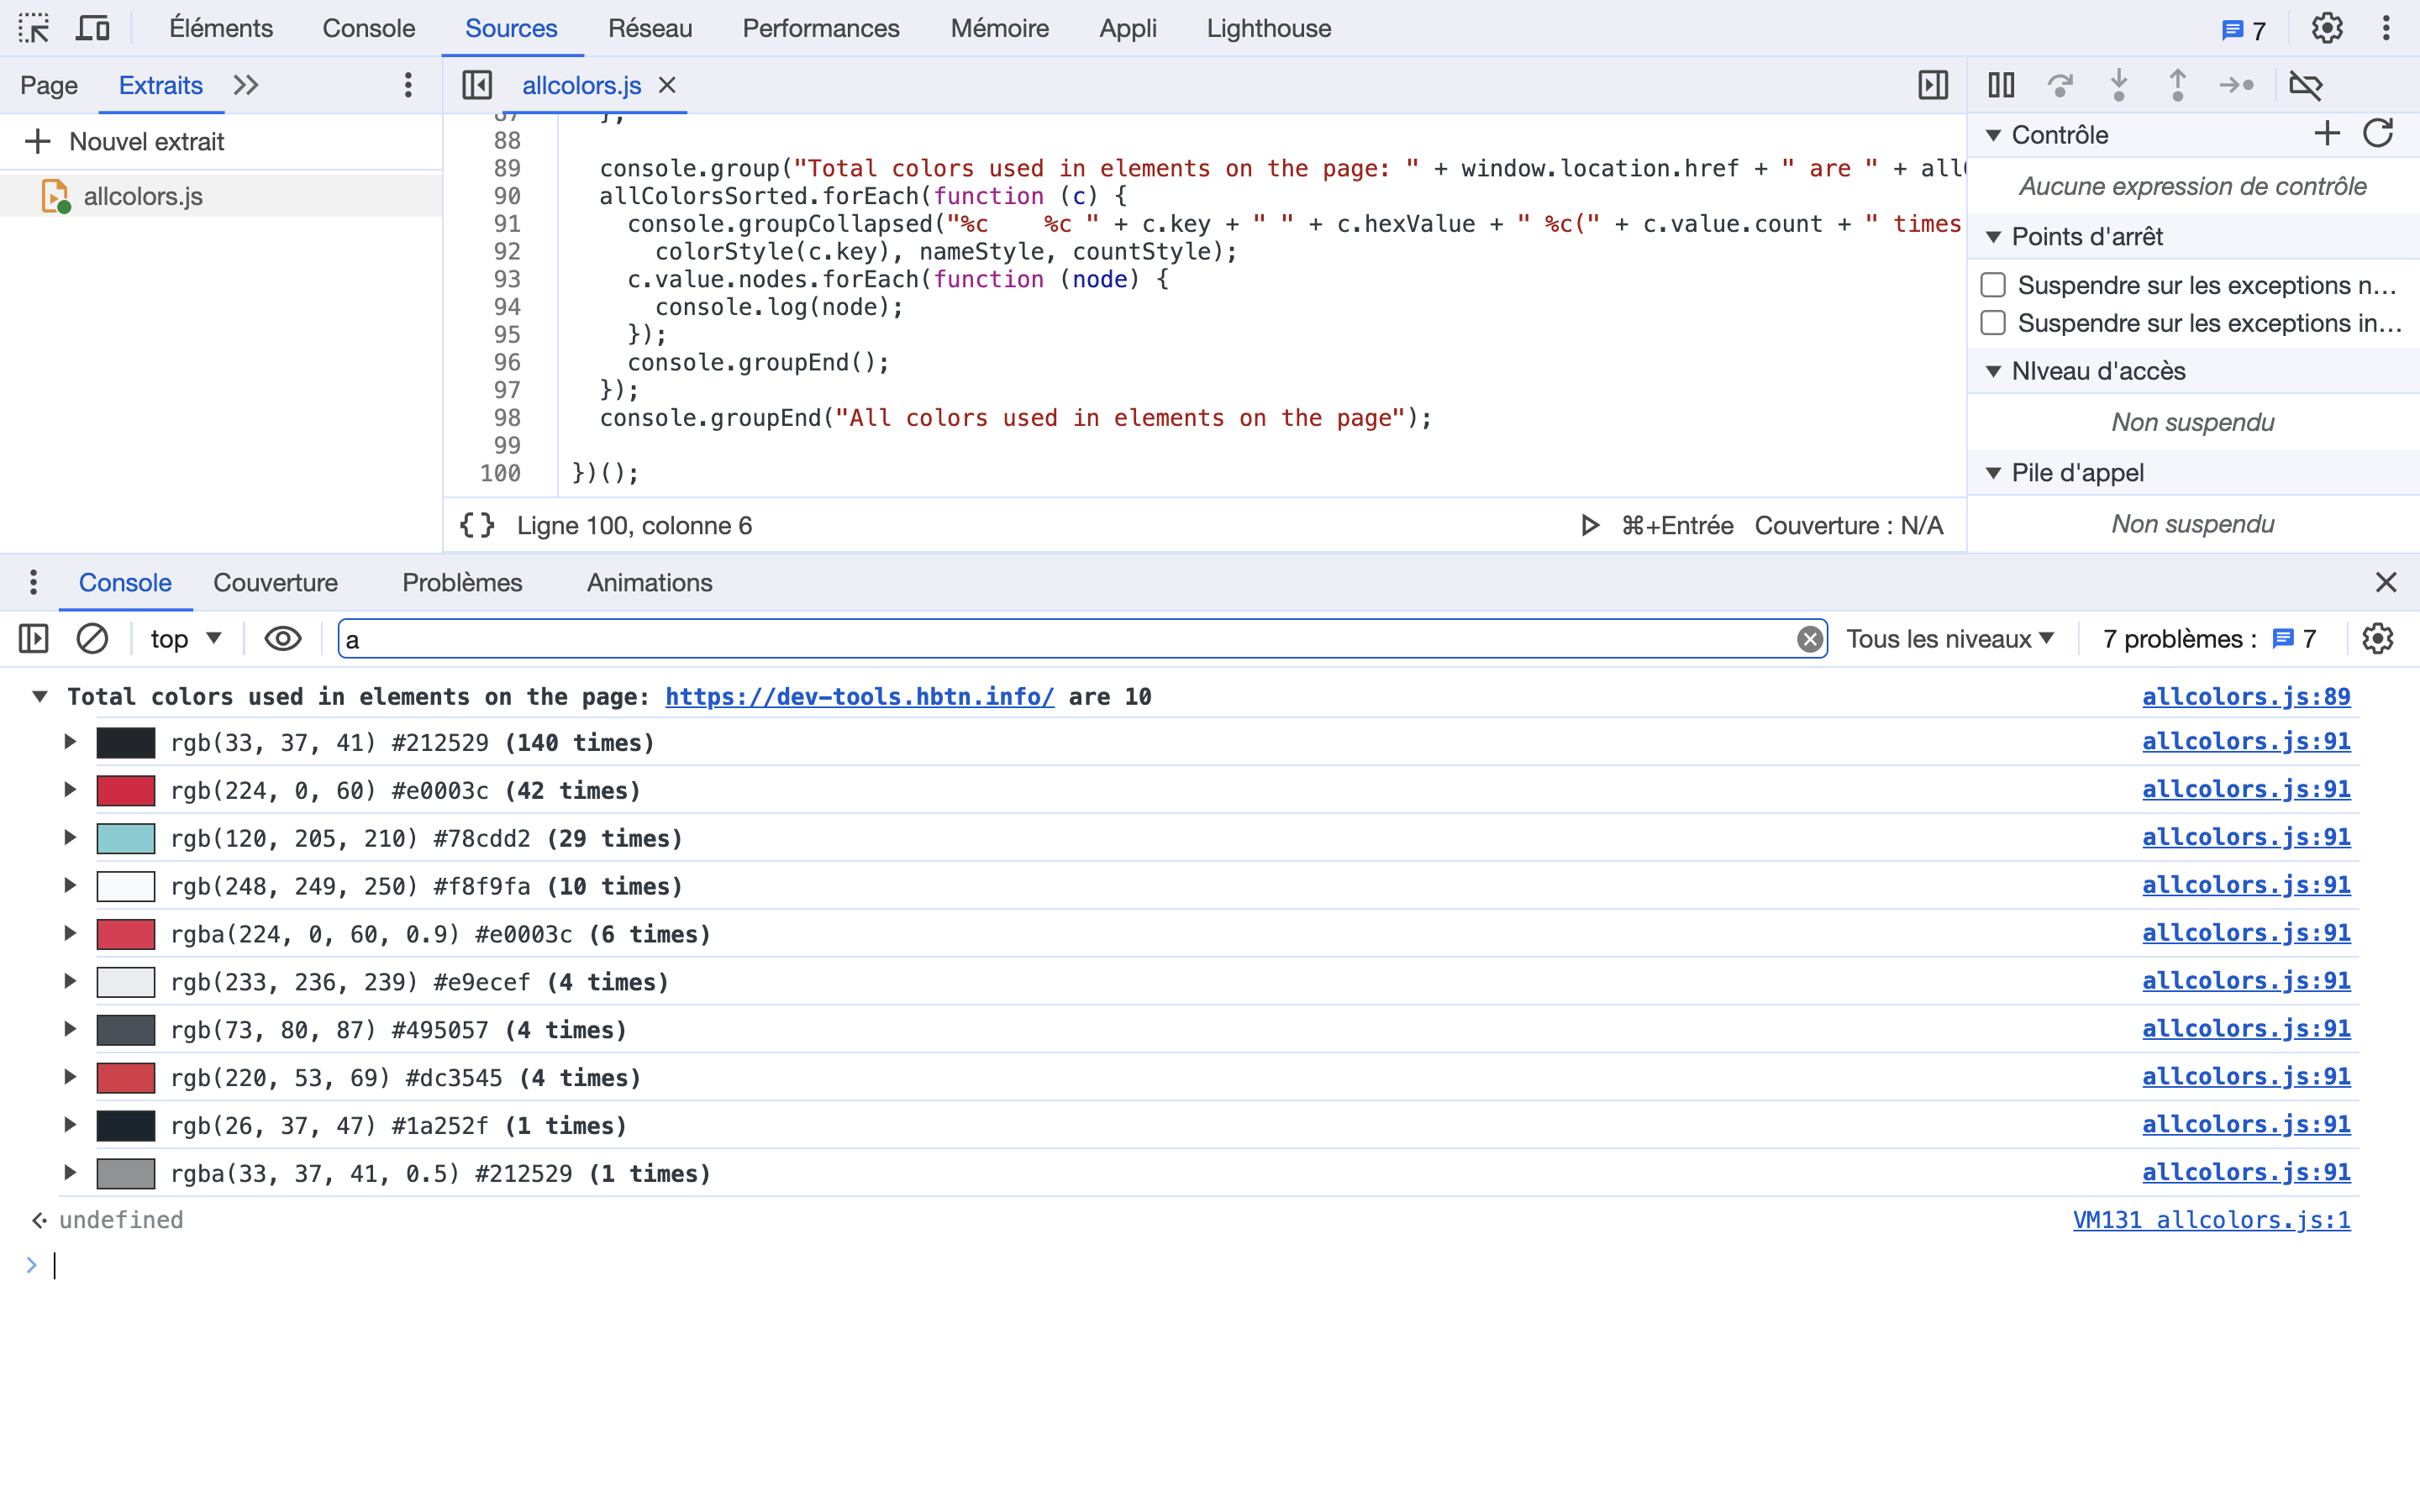 Éléments Console Sources Réseau Performances Mémoire Appli Lighthouse 7
Page Extraits allcolors.js
Nouvel extrait
allcolors.js
87 },
88
89 console.group("Total colors used in elements on the page: " + window.location.href + " are " + all
90 allColorsSorted.forEach(function (c) {
91 console.groupCollapsed("%c    %c " + c.key + " " + c.hexValue + " %c(" + c.value.count + " times
92 colorStyle(c.key), nameStyle, countStyle);
93 c.value.nodes.forEach(function (node) {
94 console.log(node);
95 });
96 console.groupEnd();
97 });
98 console.groupEnd("All colors used in elements on the page");
99
100 })();
{} Ligne 100, colonne 6 ⌘+Entrée Couverture : N/A
Contrôle
Aucune expression de contrôle
Points d'arrêt
Suspendre sur les exceptions n…
Suspendre sur les exceptions in…
NIveau d'accès
Non suspendu
Pile d'appel
Non suspendu
Console Couverture Problèmes Animations
top a Tous les niveaux 7 problèmes : 7
Total colors used in elements on the page: https://dev-tools.hbtn.info/ are 10 allcolors.js:89
rgb(33, 37, 41) #212529 (140 times) allcolors.js:91
rgb(224, 0, 60) #e0003c (42 times) allcolors.js:91
rgb(120, 205, 210) #78cdd2 (29 times) allcolors.js:91
rgb(248, 249, 250) #f8f9fa (10 times) allcolors.js:91
rgba(224, 0, 60, 0.9) #e0003c (6 times) allcolors.js:91
rgb(233, 236, 239) #e9ecef (4 times) allcolors.js:91
rgb(73, 80, 87) #495057 (4 times) allcolors.js:91
rgb(220, 53, 69) #dc3545 (4 times) allcolors.js:91
rgb(26, 37, 47) #1a252f (1 times) allcolors.js:91
rgba(33, 37, 41, 0.5) #212529 (1 times) allcolors.js:91
undefined VM131 allcolors.js:1